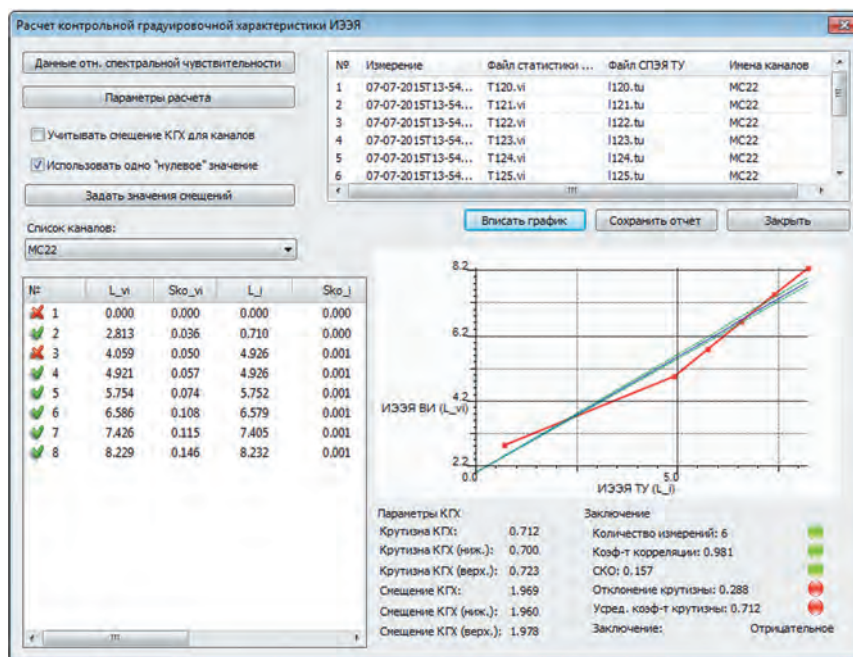 Расчет контрольной градуировочной характеристики ИЭЭЯ
Данные отн. спектральной чувствительности
Параметры расчета
Учитывать смещение КГХ для каналов
Использовать одно "нулевое" значение
Задать значения смещений
Список каналов:
MC22
№ Измерение Файл статистики ... Файл СПЭЯ ТУ Имена каналов
1 07-07-2015T13-54... T120.vi I120.tu MC22
2 07-07-2015T13-54... T121.vi I121.tu MC22
3 07-07-2015T13-54... T122.vi I122.tu MC22
4 07-07-2015T13-54... T123.vi I123.tu MC22
5 07-07-2015T13-54... T124.vi I124.tu MC22
6 07-07-2015T13-54... T125.vi I125.tu MC22
Вписать график Сохранить отчет Закрыть
№ L_vi Sko_vi L_i Sko_i
1 0.000 0.000 0.000 0.000
2 2.813 0.036 0.710 0.000
3 4.059 0.050 4.926 0.001
4 4.921 0.057 4.926 0.001
5 5.754 0.074 5.752 0.001
6 6.586 0.108 6.579 0.001
7 7.426 0.115 7.405 0.001
8 8.229 0.146 8.232 0.001
8.2
6.2
4.2
ИЭЭЯ ВИ (L_vi)
2.2
0.0 5.0
ИЭЭЯ ТУ (L_i)
Параметры КГХ
Крутизна КГХ: 0.712
Крутизна КГХ (ниж.): 0.700
Крутизна КГХ (верх.): 0.723
Смещение КГХ: 1.969
Смещение КГХ (ниж.): 1.960
Смещение КГХ (верх.): 1.978
Заключение
Количество измерений: 6
Коэф-т корреляции: 0.981
СКО: 0.157
Отклонение крутизны: 0.288
Усред. коэф-т крутизны: 0.712
Заключение: Отрицательное